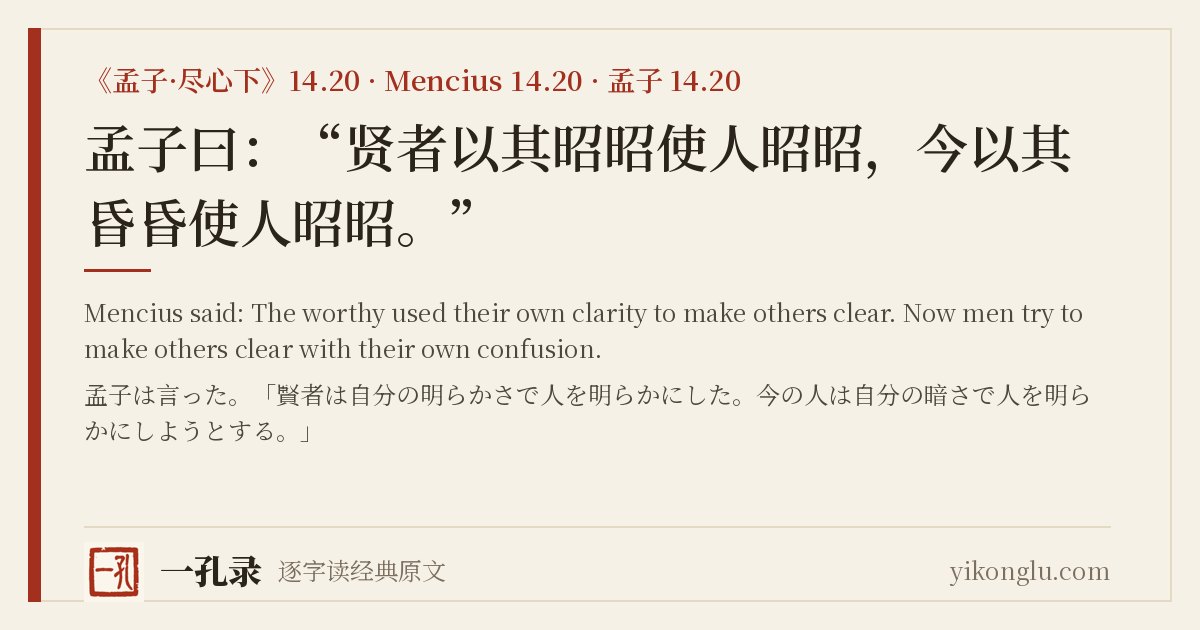 《孟子·尽心下》14.20 · Mencius 14.20 · 孟子 14.20
孟子曰：“贤者以其昭昭使人昭昭，今以其
昏昏使人昭昭。”
Mencius said: The worthy used their own clarity to make others clear. Now men try to
make others clear with their own confusion.
孟子は言った。「賢者は自分の明らかさで人を明らかにした。今の人は自分の暗さで人を明ら
かにしようとする。」
一孔
一孔录 逐字读经典原文 yikonglu.com